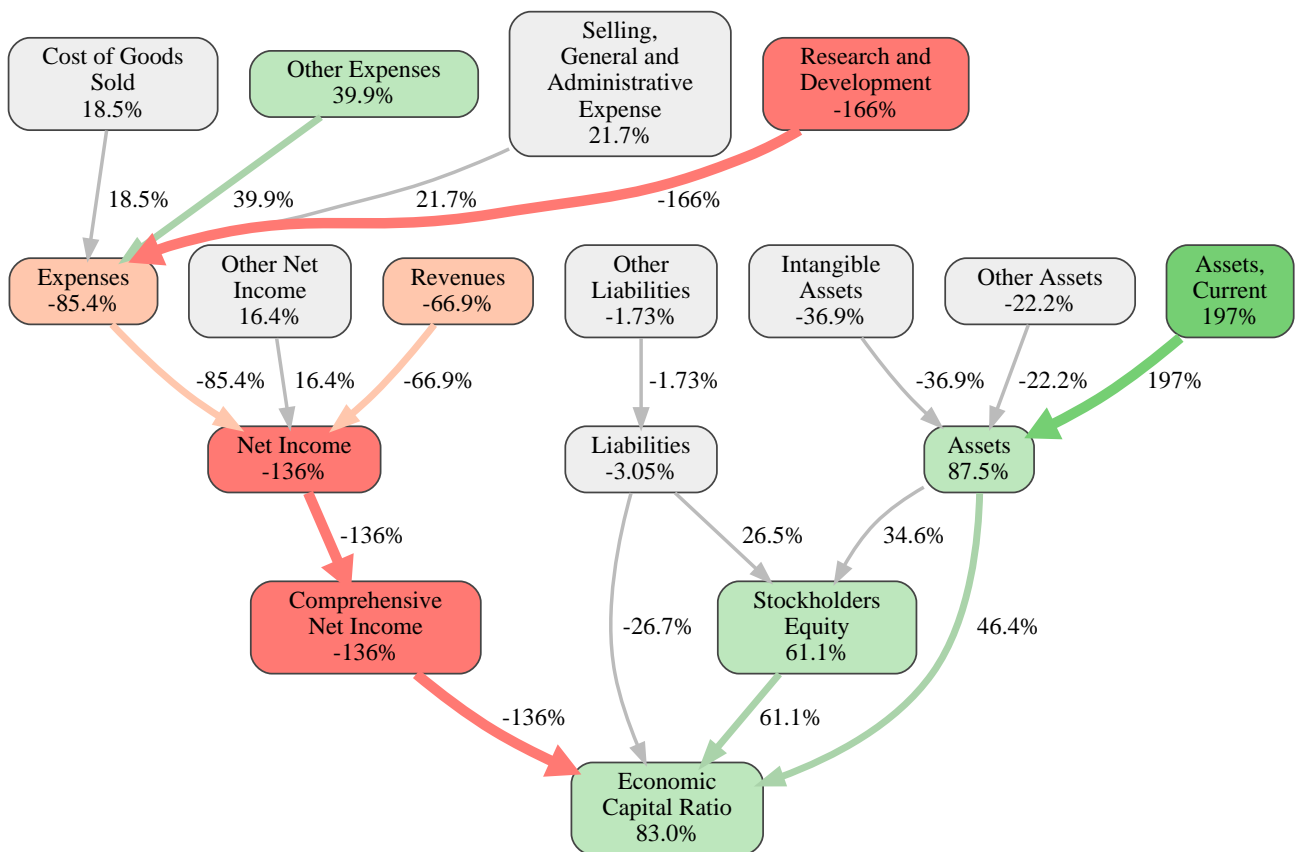 Cost of Goods
Sold
18.5%
Other Expenses
39.9%
Selling,
General and
Administrative
Expense
21.7%
Research and
Development
-166%
18.5%
39.9%
21.7%
-166%
Expenses
-85.4%
Other Net
Income
16.4%
Revenues
-66.9%
Other
Liabilities
-1.73%
Intangible
Assets
-36.9%
Other Assets
-22.2%
Assets,
Current
197%
-85.4%
16.4%
-66.9%
-1.73%
-36.9%
-22.2%
197%
Net Income
-136%
Liabilities
-3.05%
Assets
87.5%
-136%
26.5%
34.6%
Comprehensive
Net Income
-136%
-26.7%
Stockholders
Equity
61.1%
46.4%
-136%
61.1%
Economic
Capital Ratio
83.0%